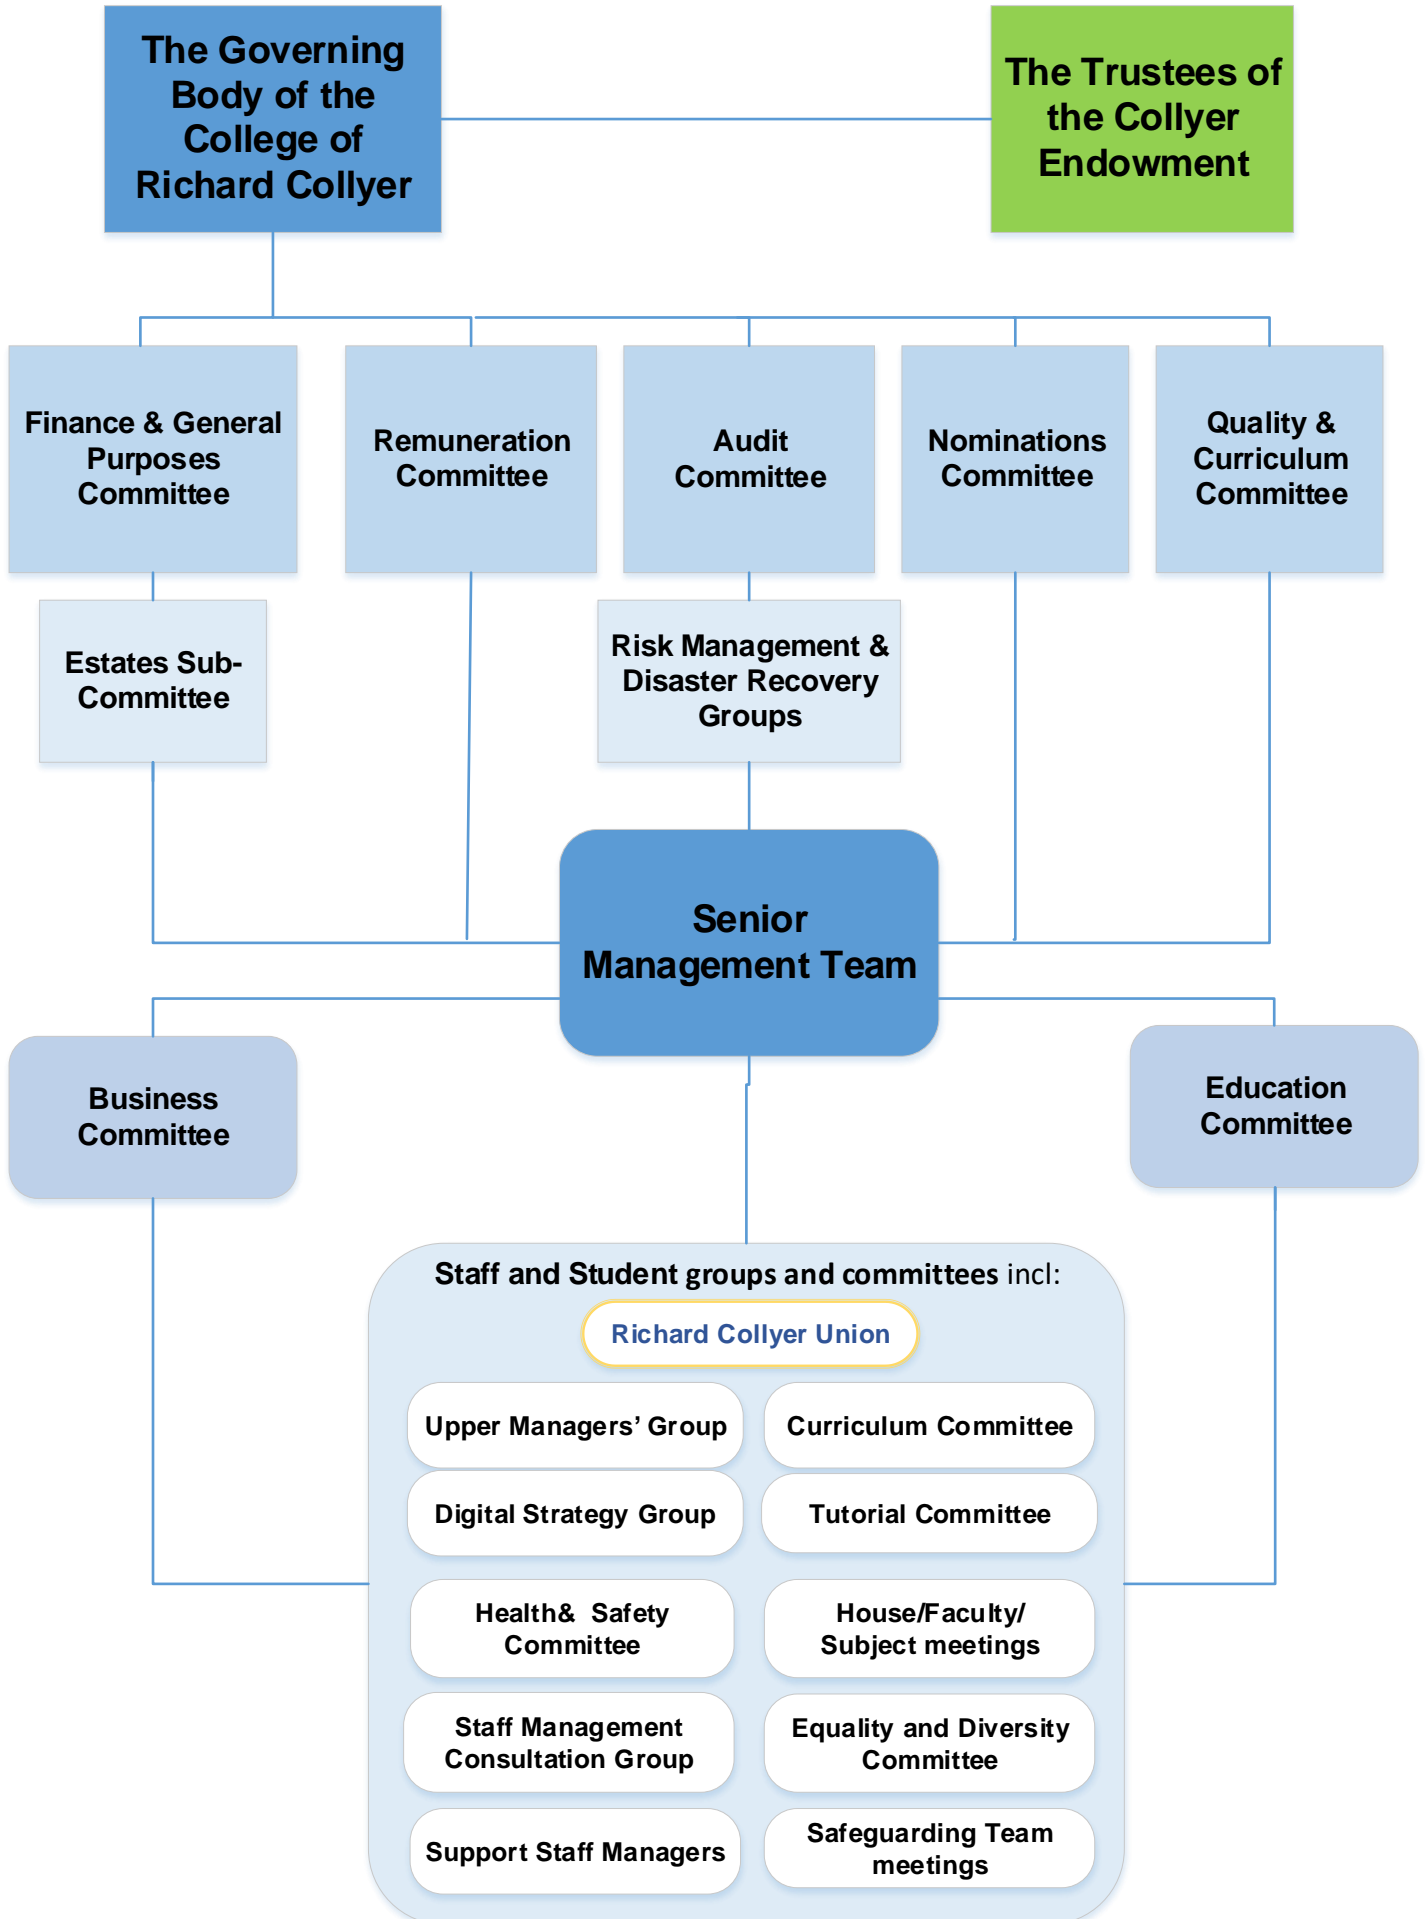 The Governing
Body of the
College of
Richard Collyer
The Trustees of
the Collyer
Endowment
Finance & General
Purposes
Committee
Remuneration
Committee
Audit
Committee
Nominations
Committee
Quality &
Curriculum
Committee
Estates Sub-
Committee
Risk Management &
Disaster Recovery
Groups
Senior
Management Team
Business
Committee
Education
Committee
Staff and Student groups and committees incl:
Richard Collyer Union
Upper Managers’ Group
Curriculum Committee
Digital Strategy Group
Tutorial Committee
Health& Safety
Committee
House/Faculty/
Subject meetings
Staff Management
Consultation Group
Equality and Diversity
Committee
Support Staff Managers
Safeguarding Team
meetings